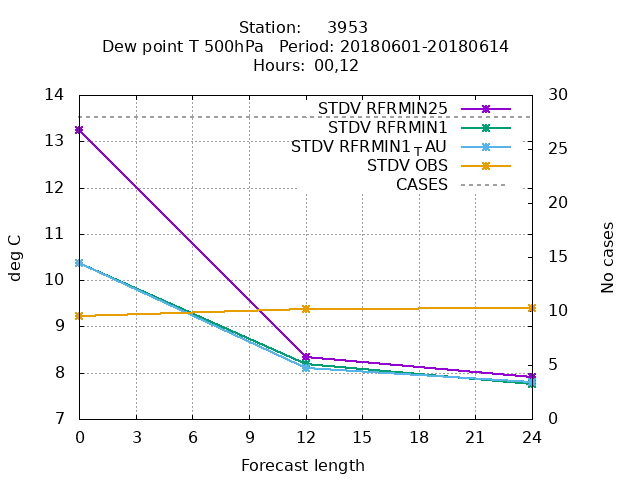 Station: 3953
Dew point T 500hPa Period: 20180601-20180614
Hours: 00,12
14 30
STDV RFRMIN25
STDV RFRMIN1
STDV RFRMIN1TAU
STDV OBS
CASES
13
12
11
10
9
8
7
25
20
15
10
5
0
deg C
No cases
0 3 6 9 12 15 18 21 24
Forecast length